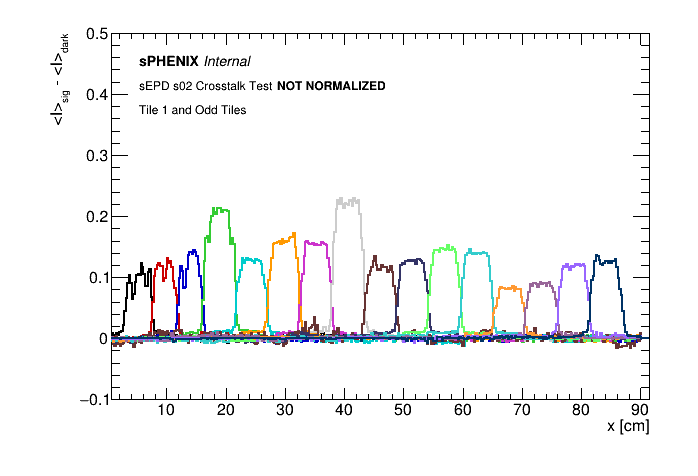 0.5
<I>sig - <I>dark
sPHENIX Internal
sEPD s02 Crosstalk Test NOT NORMALIZED
Tile 1 and Odd Tiles
0.4
0.3
0.2
0.1
0
−0.1
10 20 30 40 50 60 70 80 90
x [cm]